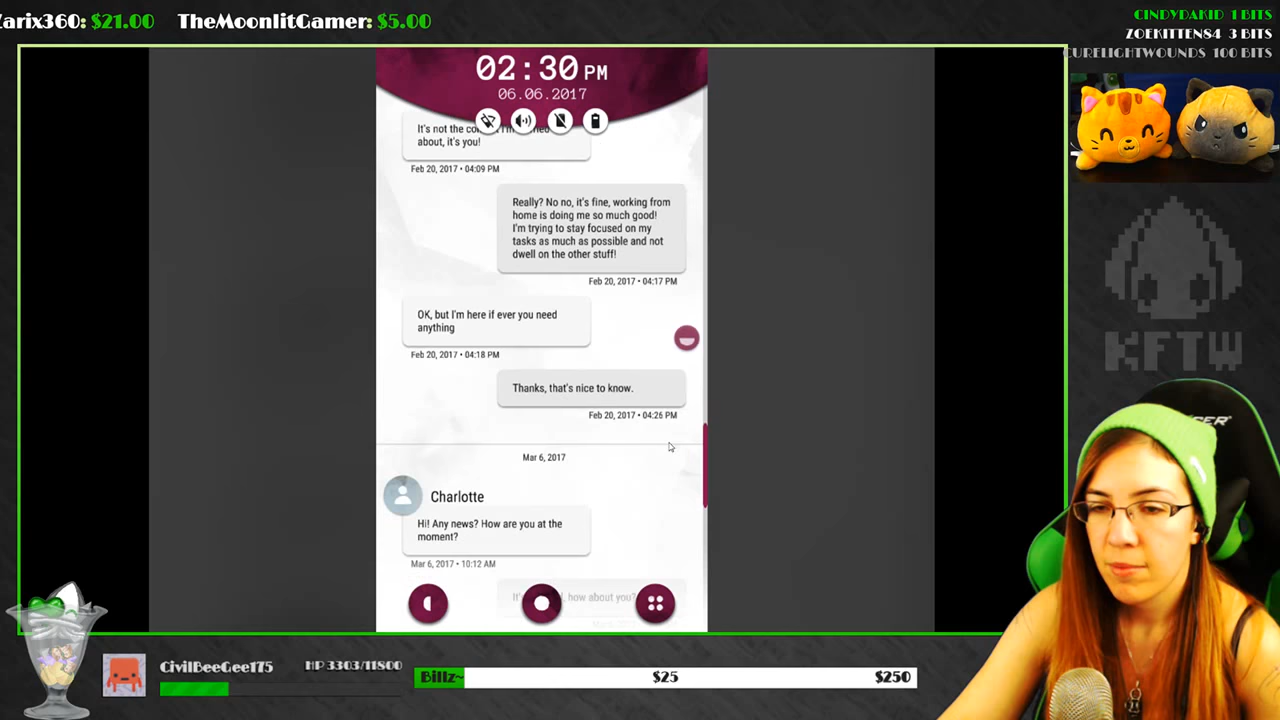 arix360: $21.00 TheMoonlitGamer: $5.00
CINDYDAKID 1 BITS
ZOEKITTENS4 3 BITS
CURELIGHTWOUNDS 100 BITS
02:30 PM
06.06.2017
It's not the
about, it's you!
Feb 20, 2017 • 04:09 PM
Really? No no, it's fine, working from
home is doing me so much good!
I'm trying to stay focused on my
tasks as much as possible and not
dwell on the other stuff!
Feb 20, 2017 • 04:17 PM
OK, but I'm here if ever you need
anything
Feb 20, 2017 • 04:18 PM
Thanks, that's nice to know.
Feb 20, 2017 • 04:26 PM
Mar 6, 2017
Charlotte
Hi! Any news? How are you at the
moment?
Mar 6, 2017 • 10:12 AM
how about you?
KFTW
CivilBeeGee175 HP 3303/11800
Billz~ $25 $250